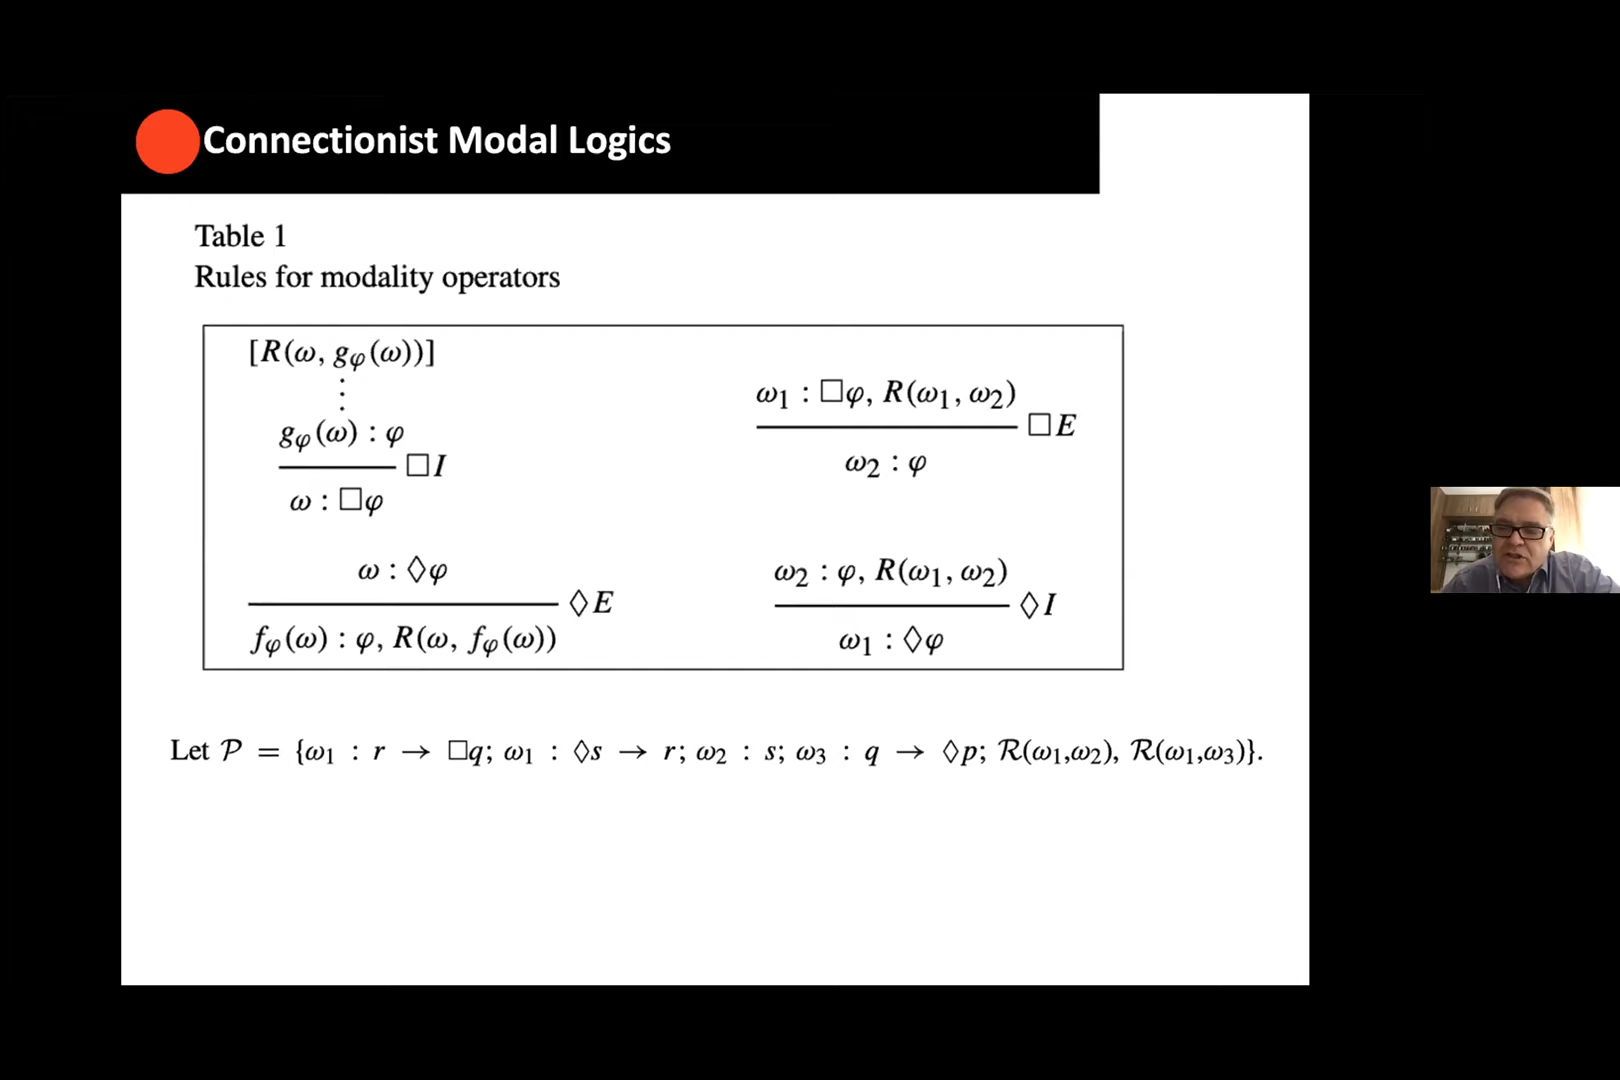 Connectionist Modal Logics
Table 1
Rules for modality operators
[R(ω, g_φ(ω))]
⋮
g_φ(ω) : φ
□I
ω : □φ
ω₁ : □φ, R(ω₁, ω₂)
□E
ω₂ : φ
ω : ◊φ
◊E
f_φ(ω) : φ, R(ω, f_φ(ω))
ω₂ : φ, R(ω₁, ω₂)
◊I
ω₁ : ◊φ
Let 𝒫 = {ω₁ : r → □q; ω₁ : ◊s → r; ω₂ : s; ω₃ : q → ◊p; ℛ(ω₁,ω₂), ℛ(ω₁,ω₃)}.